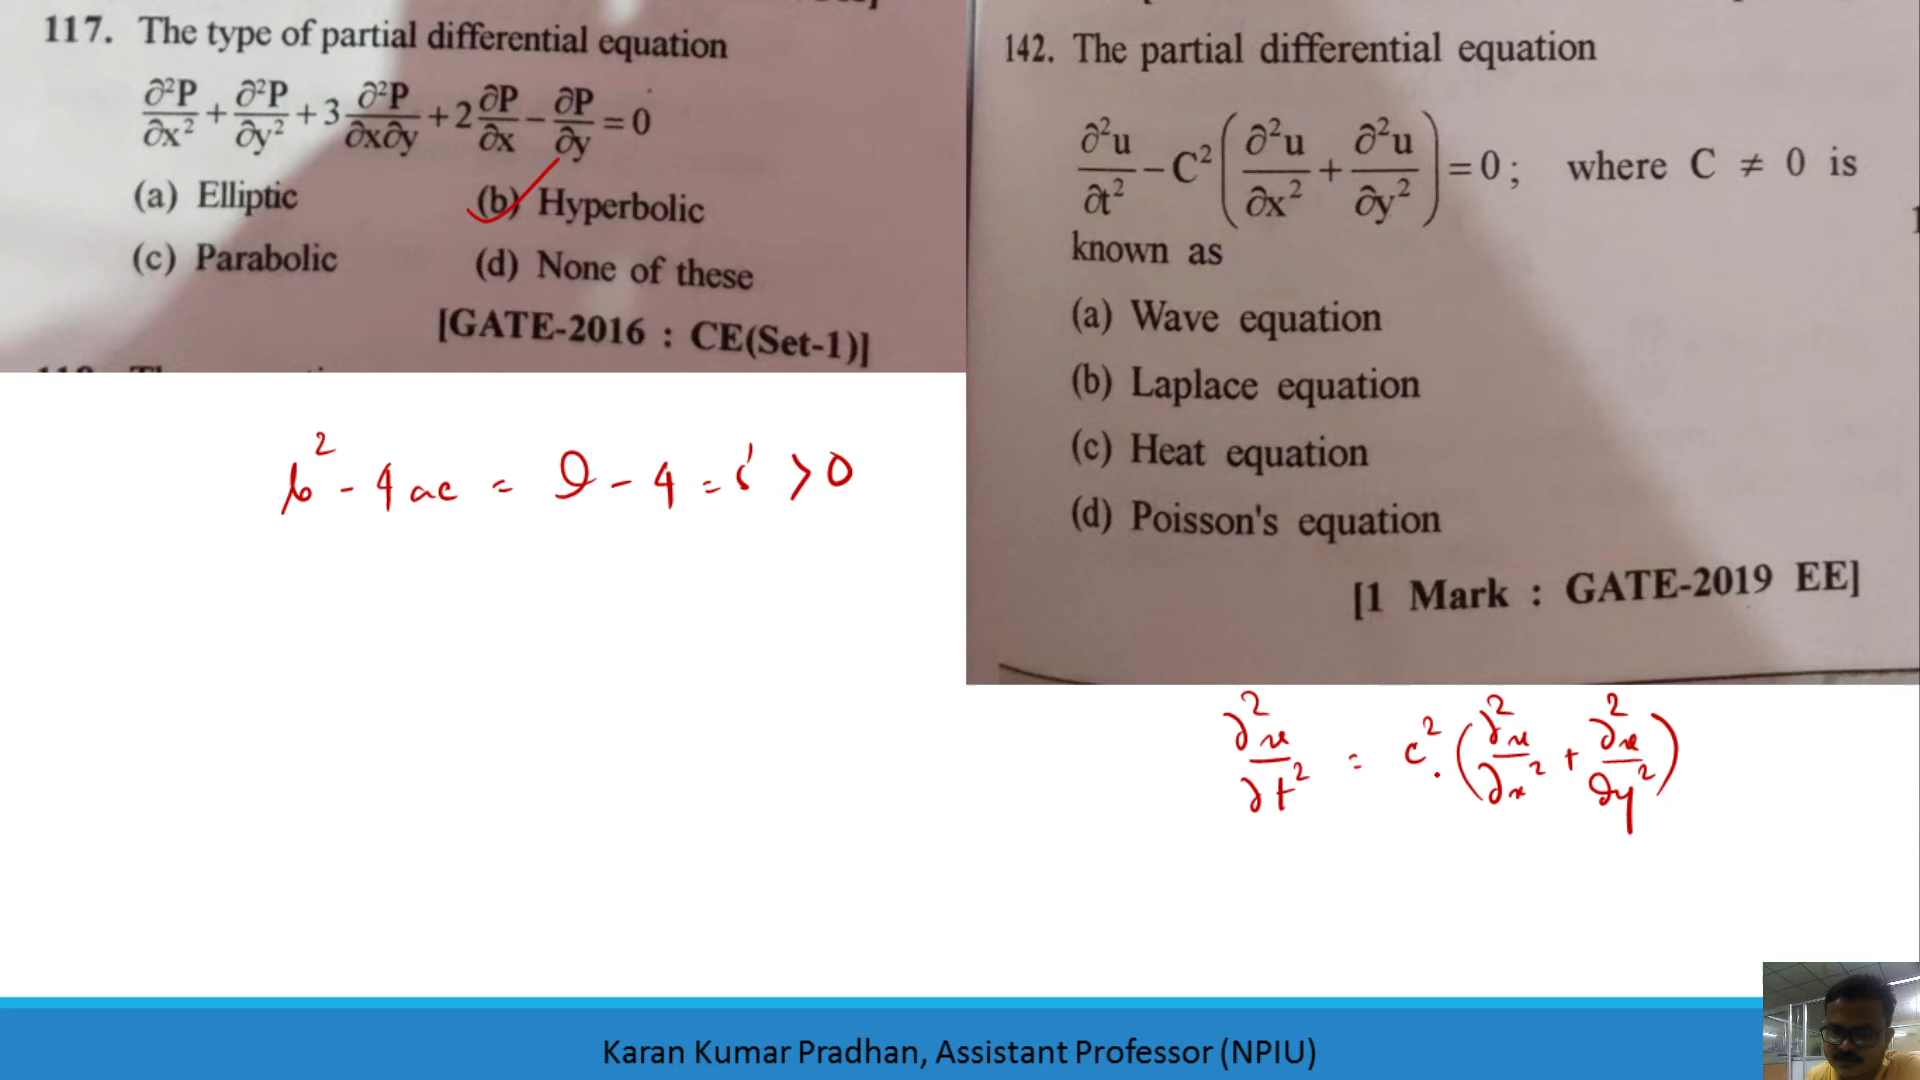 117. The type of partial differential equation
∂²P/∂x² + ∂²P/∂y² + 3 ∂²P/∂x∂y + 2 ∂P/∂x − ∂P/∂y = 0
(a) Elliptic (b) Hyperbolic
(c) Parabolic (d) None of these
[GATE-2016 : CE(Set-1)]
b² - 4ac = 9 - 4 = 5 > 0
142. The partial differential equation
∂²u/∂t² − C² (∂²u/∂x² + ∂²u/∂y²) = 0 ; where C ≠ 0 is
known as
(a) Wave equation
(b) Laplace equation
(c) Heat equation
(d) Poisson's equation
[1 Mark : GATE-2019 EE]
∂²u/∂t² = c² (∂²u/∂x² + ∂²u/∂y²)
Karan Kumar Pradhan, Assistant Professor (NPIU)